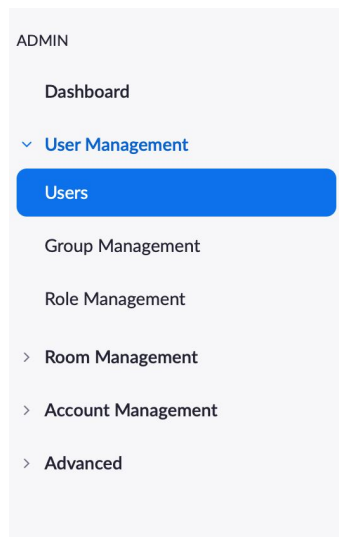 ADMIN
Dashboard
User Management
Users
Group Management
Role Management
Room Management
Account Management
Advanced